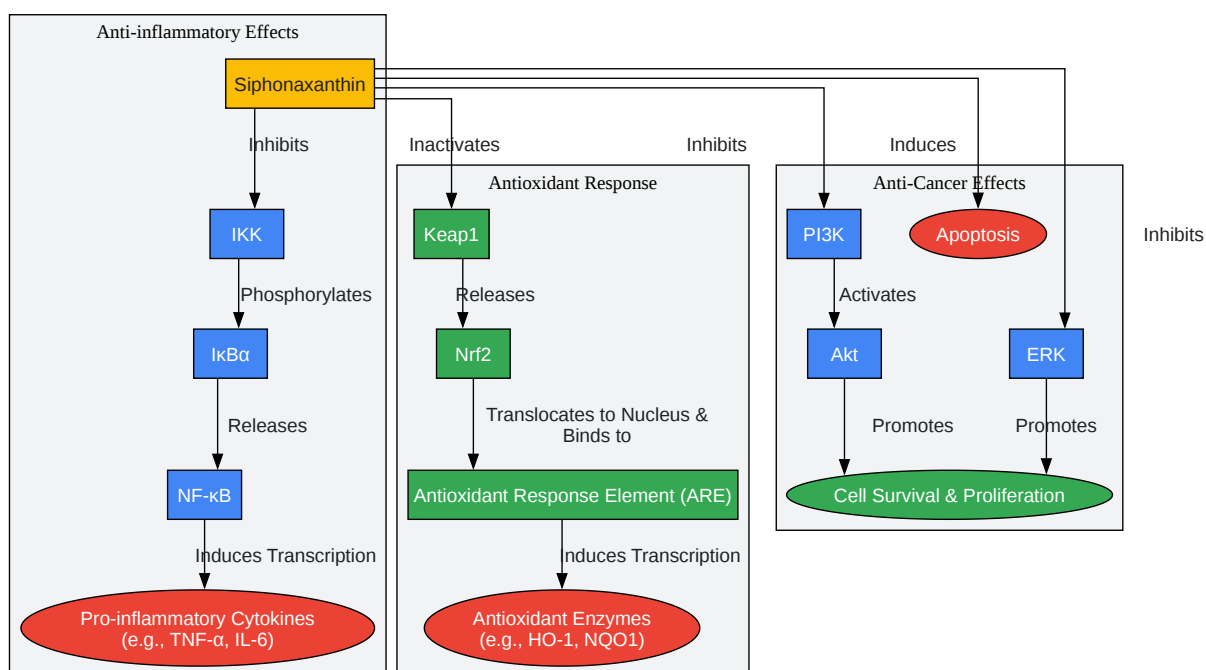 Anti-inflammatory Effects
Siphonaxanthin
Inhibits
Inactivates
Inhibits
Induces
Antioxidant Response
Anti-Cancer Effects
IKK
Keap1
PI3K
Apoptosis
Inhibits
Phosphorylates
Releases
Activates
IκBα
Nrf2
Akt
ERK
Releases
Translocates to Nucleus &
Binds to
Promotes
Promotes
NF-κB
Antioxidant Response Element (ARE)
Cell Survival & Proliferation
Induces Transcription
Induces Transcription
Pro-inflammatory Cytokines
(e.g., TNF-α, IL-6)
Antioxidant Enzymes
(e.g., HO-1, NQO1)